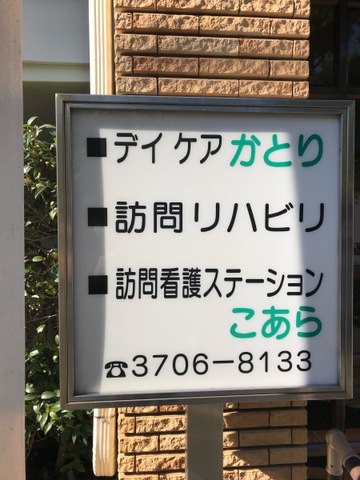 ■デイケアかとり
■訪問リハビリ
■訪問看護ステーション
こあら
☎3706-8133